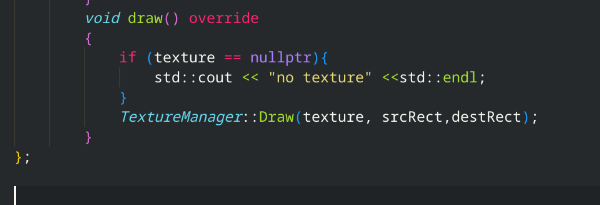 }
void draw() override
{
if (texture == nullptr){
std::cout << "no texture" <<std::endl;
}
TextureManager::Draw(texture, srcRect,destRect);
}
};